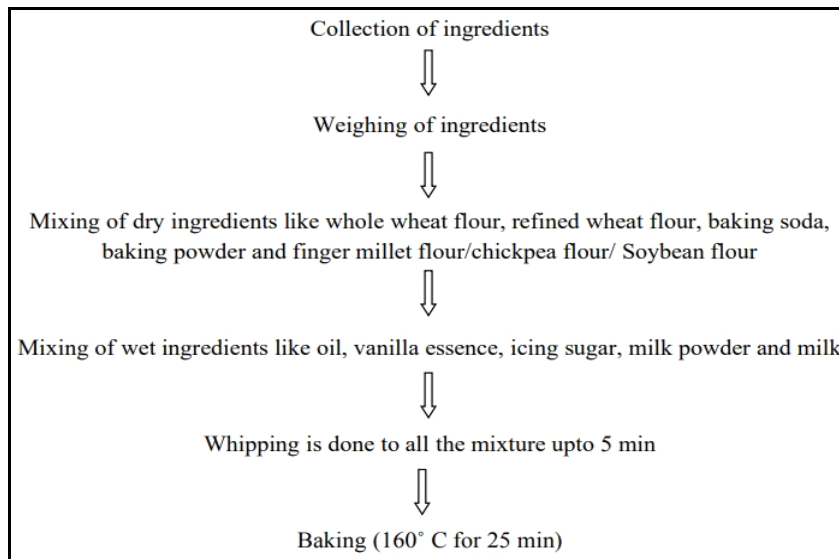 Collection of ingredients
Weighing of ingredients
Mixing of dry ingredients like whole wheat flour, refined wheat flour, baking soda,
baking powder and finger millet flour/chickpea flour/ Soybean flour
Mixing of wet ingredients like oil, vanilla essence, icing sugar, milk powder and milk
Whipping is done to all the mixture upto 5 min
Baking (160˚ C for 25 min)